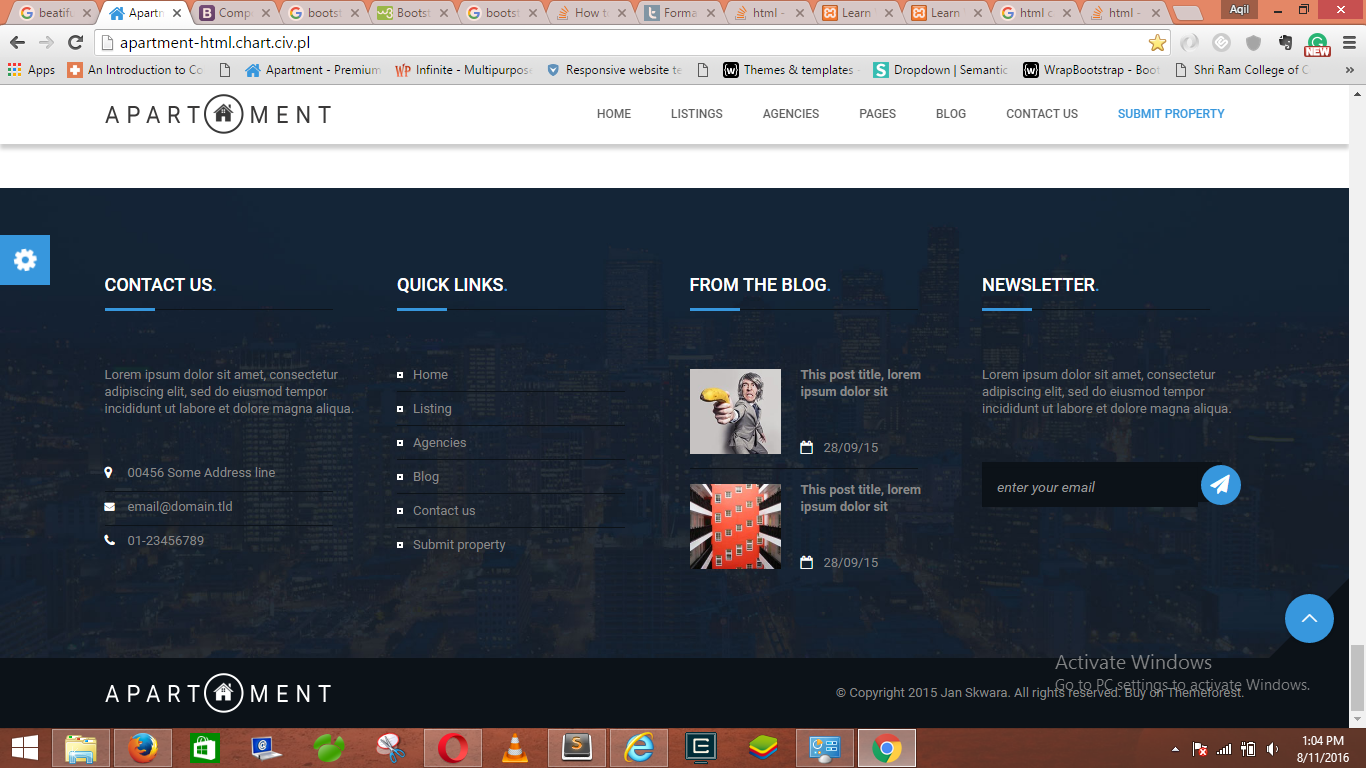 beatifu
Apartm
Compo
bootst
Bootst
bootst
How to
Forma
html -
Learn
Learn
html c
html -
Aqil
apartment-html.chart.civ.pl
NEW
Apps
An Introduction to Co
Apartment - Premium
Infinite - Multipurpose
Responsive website te
Themes & templates
Dropdown | Semantic
WrapBootstrap - Boot
Shri Ram College of C
»
APARTMENT
HOME
LISTINGS
AGENCIES
PAGES
BLOG
CONTACT US
SUBMIT PROPERTY
CONTACT US.
Lorem ipsum dolor sit amet, consectetur
adipiscing elit, sed do eiusmod tempor
incididunt ut labore et dolore magna aliqua.
00456 Some Address line
email@domain.tld
01-23456789
QUICK LINKS.
Home
Listing
Agencies
Blog
Contact us
Submit property
FROM THE BLOG.
This post title, lorem
ipsum dolor sit
28/09/15
This post title, lorem
ipsum dolor sit
28/09/15
NEWSLETTER.
Lorem ipsum dolor sit amet, consectetur
adipiscing elit, sed do eiusmod tempor
incididunt ut labore et dolore magna aliqua.
enter your email
Activate Windows
Go to PC settings to activate Windows.
APARTMENT
© Copyright 2015 Jan Skwara. All rights reserved. Buy on Themeforest.
1:04 PM
8/11/2016